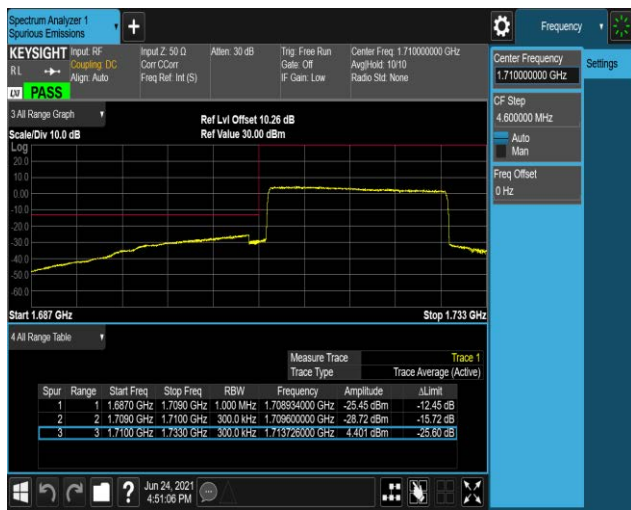 Spectrum Analyzer 1
Spurious Emissions
Frequency
KEYSIGHT Input: RF Input Z: 50 Ω Atten: 30 dB Trig: Free Run Center Freq: 1.710000000 GHz
Coupling: DC Corr CCorr Gate: Off Avg|Hold: 10/10
RL Align: Auto Freq Ref: Int (S) IF Gain: Low Radio Std: None
LXI PASS
Center Frequency
1.710000000 GHz
Settings
CF Step
4.600000 MHz
Auto
Man
Freq Offset
0 Hz
3 All Range Graph
Ref Lvl Offset 10.26 dB
Scale/Div 10.0 dB Ref Value 30.00 dBm
Log
20.0
10.0
0.00
-10.0
-20.0
-30.0
-40.0
-50.0
-60.0
Start 1.687 GHz Stop 1.733 GHz
4 All Range Table
Measure Trace Trace 1
Trace Type Trace Average (Active)
Spur Range Start Freq Stop Freq RBW Frequency Amplitude ΔLimit
1 1 1.6870 GHz 1.7090 GHz 1.000 MHz 1.708934000 GHz -25.45 dBm -12.45 dB
2 2 1.7090 GHz 1.7100 GHz 300.0 kHz 1.709600000 GHz -28.72 dBm -15.72 dB
3 3 1.7100 GHz 1.7330 GHz 300.0 kHz 1.713726000 GHz 4.401 dBm -25.60 dB
Jun 24, 2021
4:51:06 PM